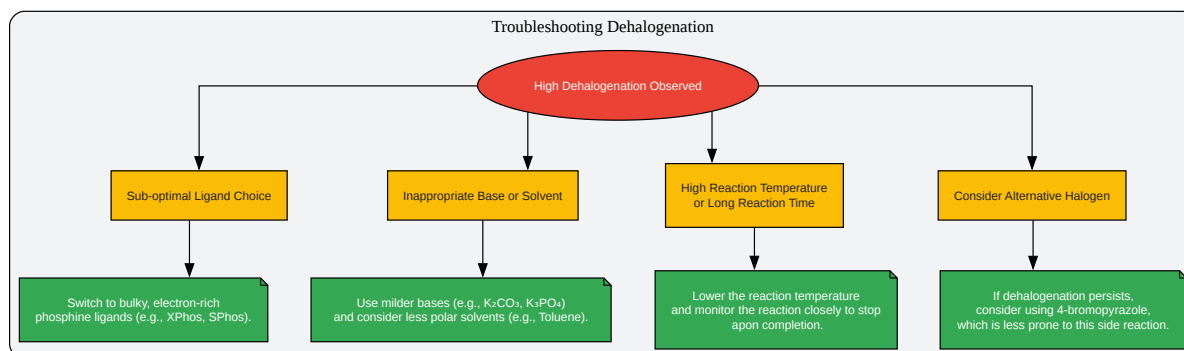 Troubleshooting Dehalogenation
High Dehalogenation Observed
Sub-optimal Ligand Choice
Inappropriate Base or Solvent
High Reaction Temperature
or Long Reaction Time
Consider Alternative Halogen
Switch to bulky, electron-rich
phosphine ligands (e.g., XPhos, SPhos).
Use milder bases (e.g., K₂CO₃, K₃PO₄)
and consider less polar solvents (e.g., Toluene).
Lower the reaction temperature
and monitor the reaction closely to stop
apon completion.
If dehalogenation persists,
consider using 4-bromopyrazole,
which is less prone to this side reaction.